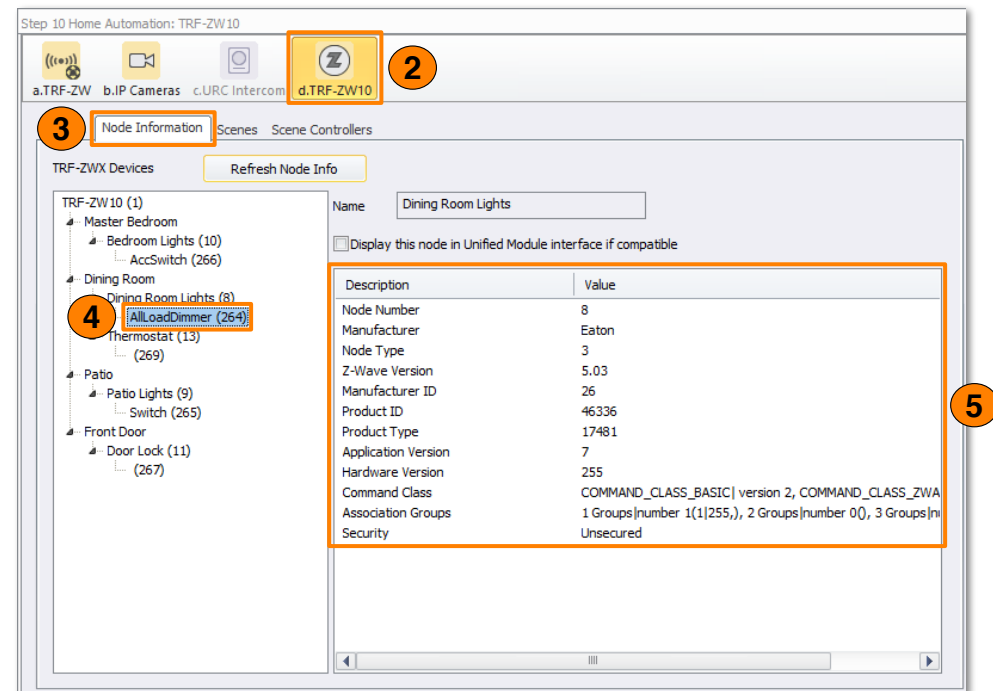 Step 10 Home Automation: TRF-ZW10
a.TRF-ZW b.IP Cameras c.URC Intercom d.TRF-ZW10
2
3
Node Information Scenes Scene Controllers
TRF-ZWX Devices Refresh Node Info
TRF-ZW10 (1)
Master Bedroom
Bedroom Lights (10)
AccSwitch (266)
Dining Room
Dining Room Lights (8)
4
AllLoadDimmer (264)
Thermostat (13)
(269)
Patio
Patio Lights (9)
Switch (265)
Front Door
Door Lock (11)
(267)
Name Dining Room Lights
Display this node in Unified Module interface if compatible
Description Value
Node Number 8
Manufacturer Eaton
Node Type 3
Z-Wave Version 5.03
Manufacturer ID 26
Product ID 46336
Product Type 17481
Application Version 7
Hardware Version 255
Command Class COMMAND_CLASS_BASIC| version 2, COMMAND_CLASS_ZWA
Association Groups 1 Groups|number 1(1|255,), 2 Groups|number 0(), 3 Groups|
Security Unsecured
5